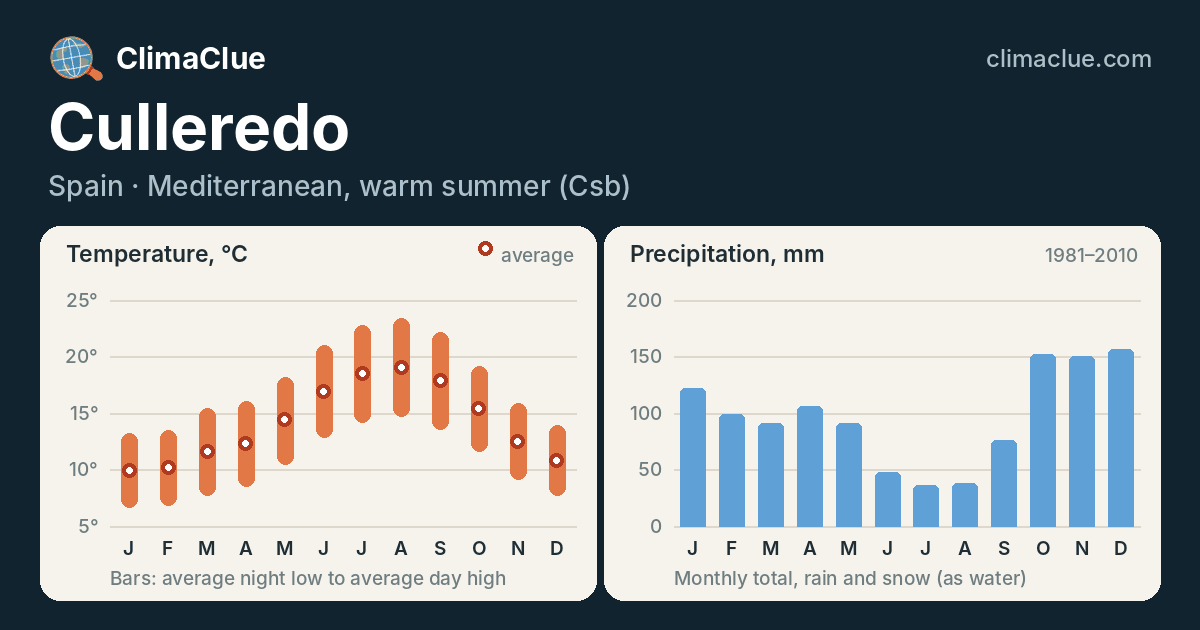 ClimaClue
climaclue.com
Culleredo
Spain · Mediterranean, warm summer (Csb)
Temperature, °C
average
25°
20°
15°
10°
5°
J F M A M J J A S O N D
Bars: average night low to average day high
Precipitation, mm
1981–2010
200
150
100
50
0
J F M A M J J A S O N D
Monthly total, rain and snow (as water)